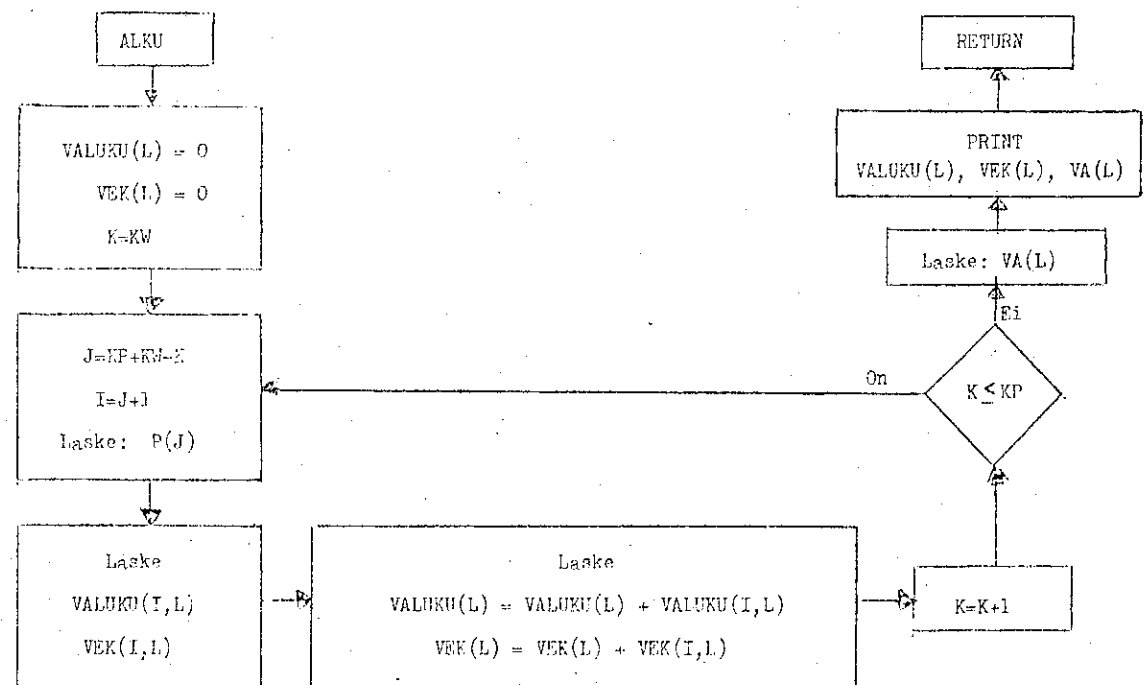 ALKU
VALUKU(L) = 0
VEK(L) = 0
K=KW
J=KP+KW-K
I=J+1
Laske: P(J)
Laske
VALUKU(I,L)
VEK(I,L)
Laske
VALUKU(L) = VALUKU(L) + VALUKU(I,L)
VEK(L) = VEK(L) + VEK(I,L)
K=K+1
K ≤ KP
On
Ei
Laske: VA(L)
PRINT
VALUKU(L), VEK(L), VA(L)
RETURN